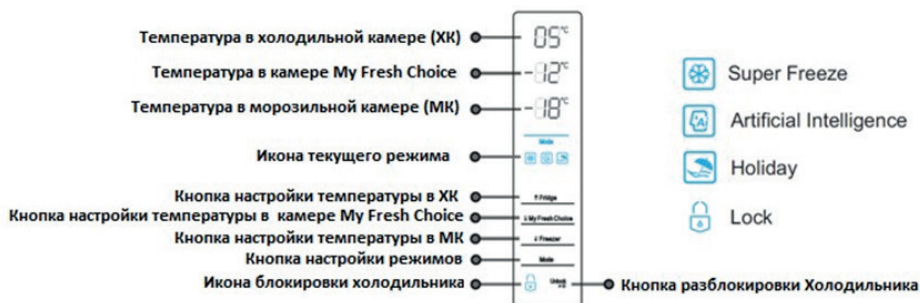 Температура в холодильной камере (ХК)
05°C
Температура в камере My Fresh Choice
-12°C
Температура в морозильной камере (МК)
-18°C
Mode
Икона текущего режима
Кнопка настройки температуры в ХК
Fridge
Кнопка настройки температуры в камере My Fresh Choice
My Fresh Choice
Кнопка настройки температуры в МК
Freezer
Кнопка настройки режимов
Mode
Икона блокировки холодильника
Unlock
Кнопка разблокировки Холодильника
Super Freeze
Artificial Intelligence
Holiday
Lock